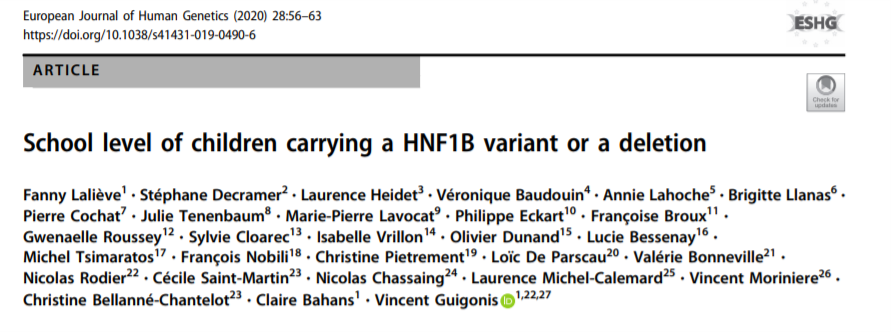 European Journal of Human Genetics (2020) 28:56–63
https://doi.org/10.1038/s41431-019-0490-6
ESHG
ARTICLE
Check for
updates
School level of children carrying a HNF1B variant or a deletion
Fanny Laliève1 · Stéphane Decramer2 · Laurence Heidet3 · Véronique Baudouin4 · Annie Lahoche5 · Brigitte Llanas6 ·
Pierre Cochat7 · Julie Tenenbaum8 · Marie-Pierre Lavocat9 · Philippe Eckart10 · Françoise Broux11 ·
Gwenaelle Roussey12 · Sylvie Cloarec13 · Isabelle Vrillon14 · Olivier Dunand15 · Lucie Bessenay16 ·
Michel Tsimaratos17 · François Nobili18 · Christine Pietrement19 · Loïc De Parscau20 · Valérie Bonneville21 ·
Nicolas Rodier22 · Cécile Saint-Martin23 · Nicolas Chassaing24 · Laurence Michel-Calemard25 · Vincent Moriniere26 ·
Christine Bellanné-Chantelot23 · Claire Bahans1 · Vincent Guigonis iD 1,22,27